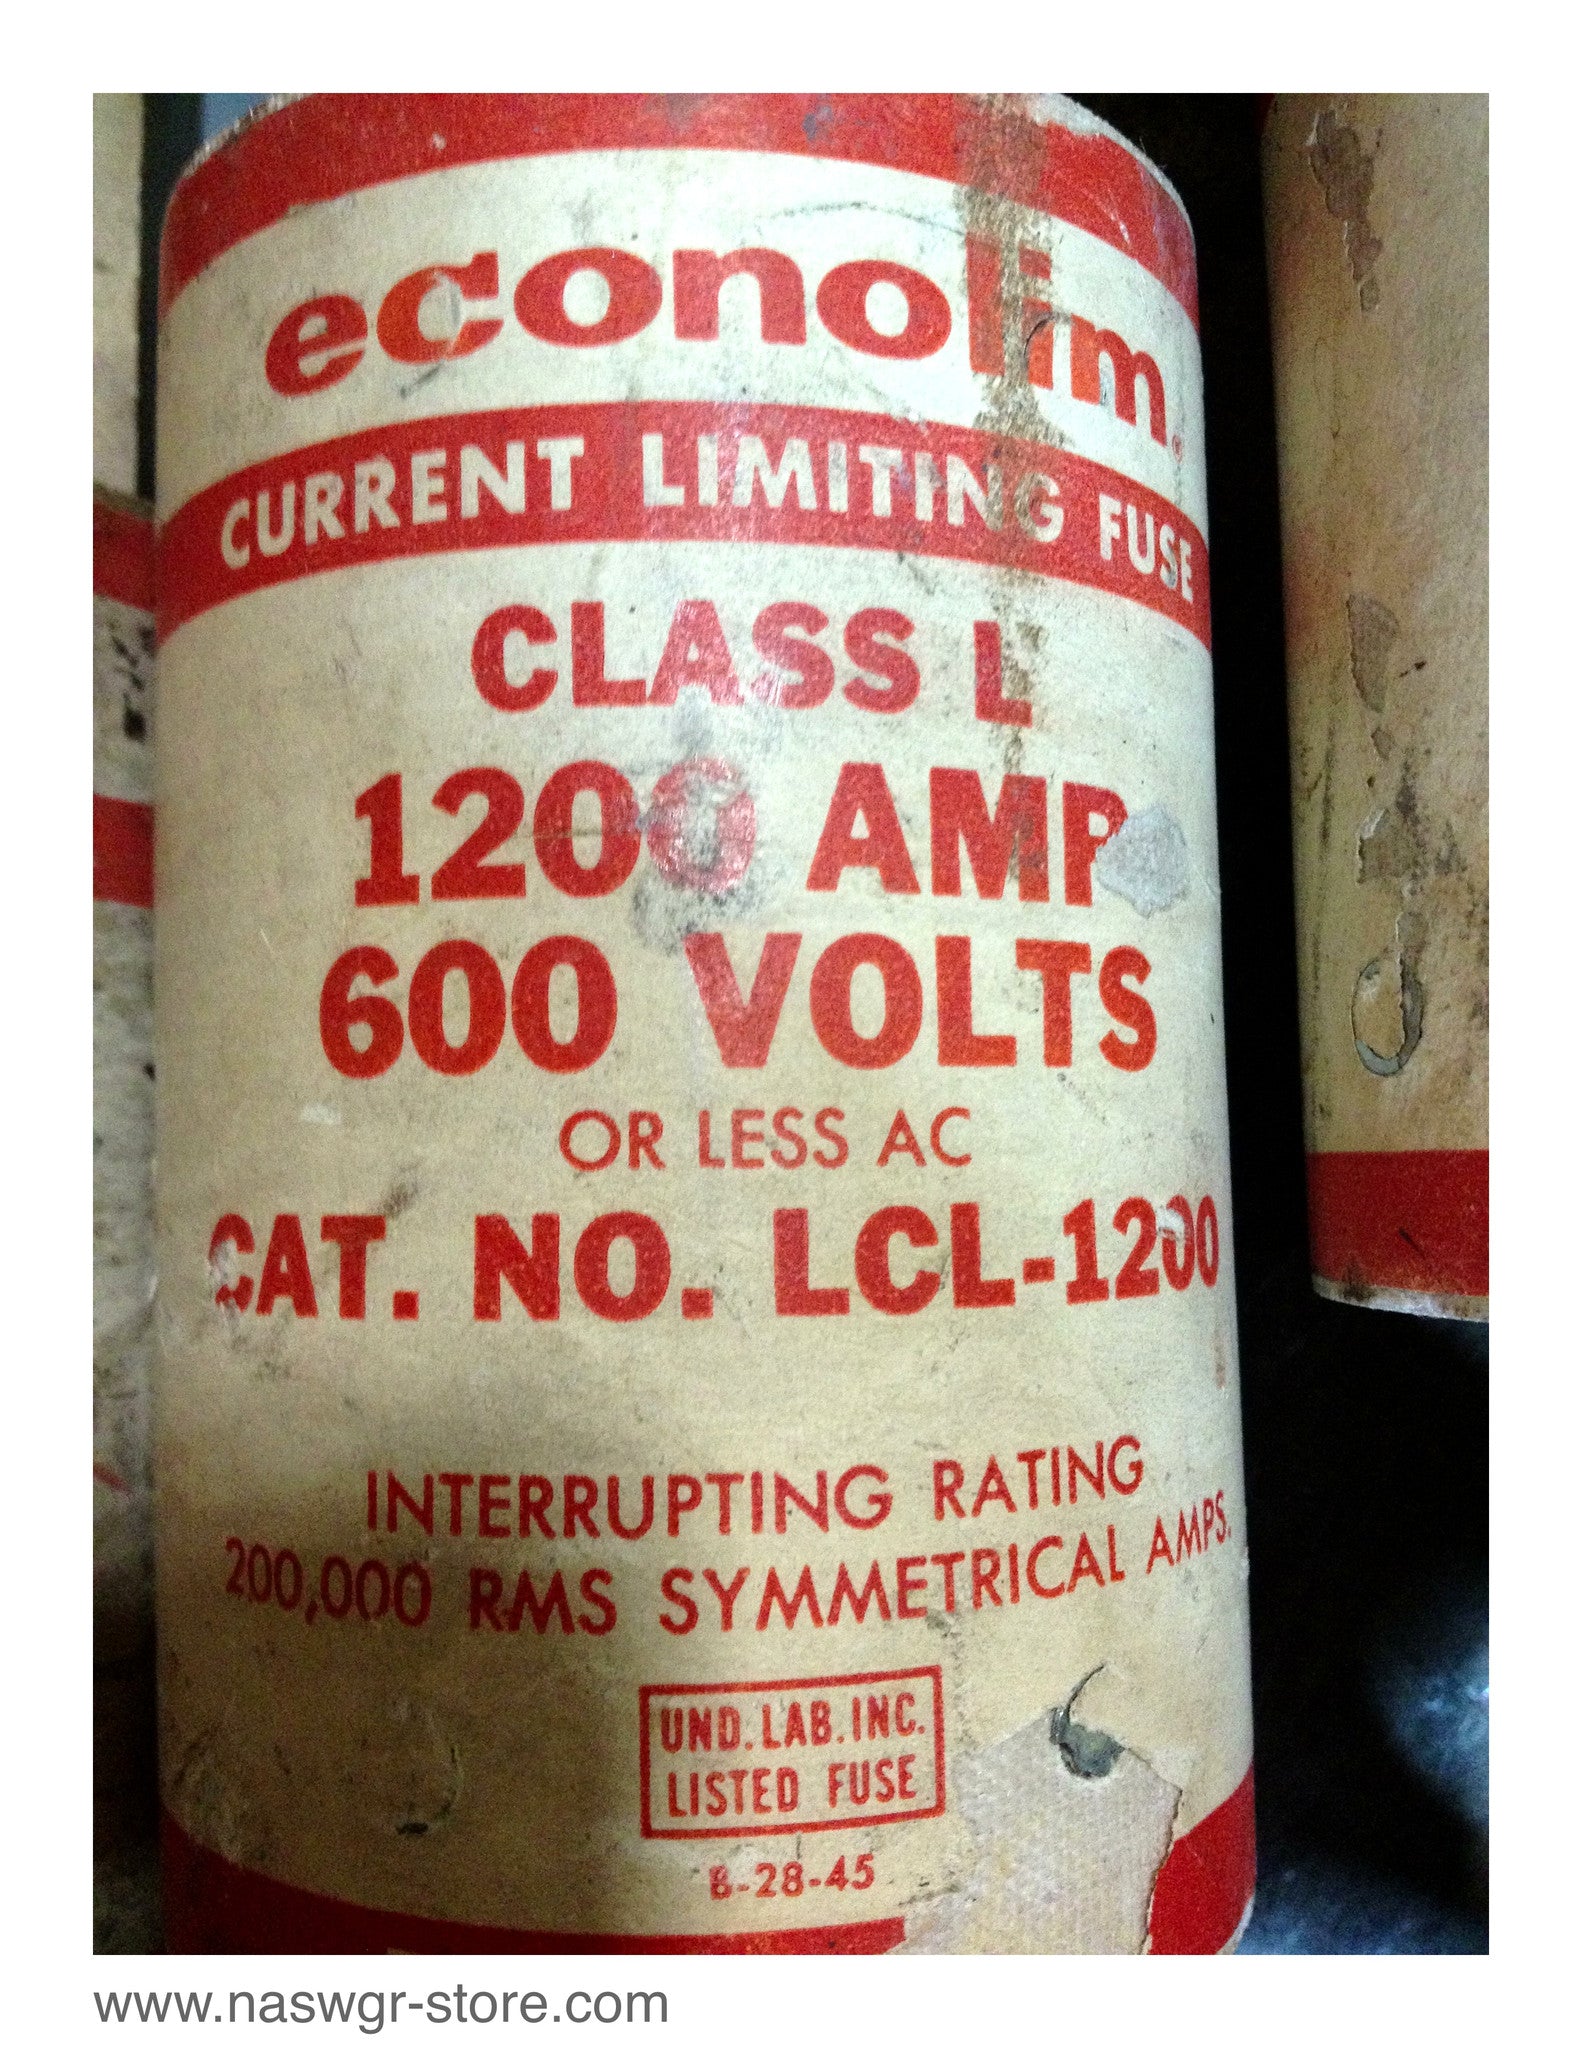 econolim
CURRENT LIMITING FUSE
CLASS L
1200 AMP
600 VOLTS
OR LESS AC
CAT. NO. LCL-1200
INTERRUPTING RATING
200,000 RMS SYMMETRICAL AMPS.
UND. LAB. INC.
LISTED FUSE
B-28-45
www.naswgr-store.com